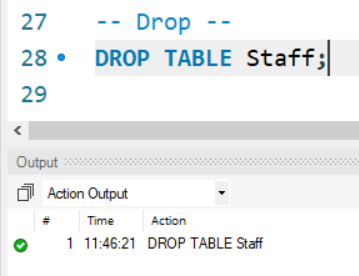 27 -- Drop --
28 DROP TABLE Staff;
29
Output
Action Output
# Time Action
1 11:46:21 DROP TABLE Staff